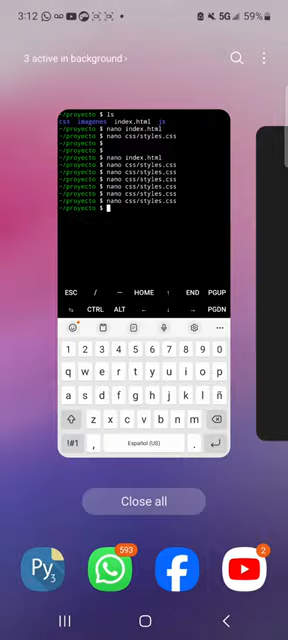 3:12 5G 59%
3 active in background ›
~/proyecto $ ls
css imagenes index.html js
~/proyecto $ nano index.html
~/proyecto $ nano css/styles.css
~/proyecto $
~/proyecto $
~/proyecto $ nano index.html
~/proyecto $ nano css/styles.css
~/proyecto $ nano css/styles.css
~/proyecto $ nano css/styles.css
~/proyecto $ nano css/styles.css
~/proyecto $ nano css/styles.css
~/proyecto $ nano css/styles.css
~/proyecto $
ESC / — HOME ↑ END PGUP
⇆ CTRL ALT ← ↓ → PGDN
1 2 3 4 5 6 7 8 9 0
q w e r t y u i o p
a s d f g h j k l ñ
z x c v b n m
!#1 , Español (US) .
Close all
593 2
Py3